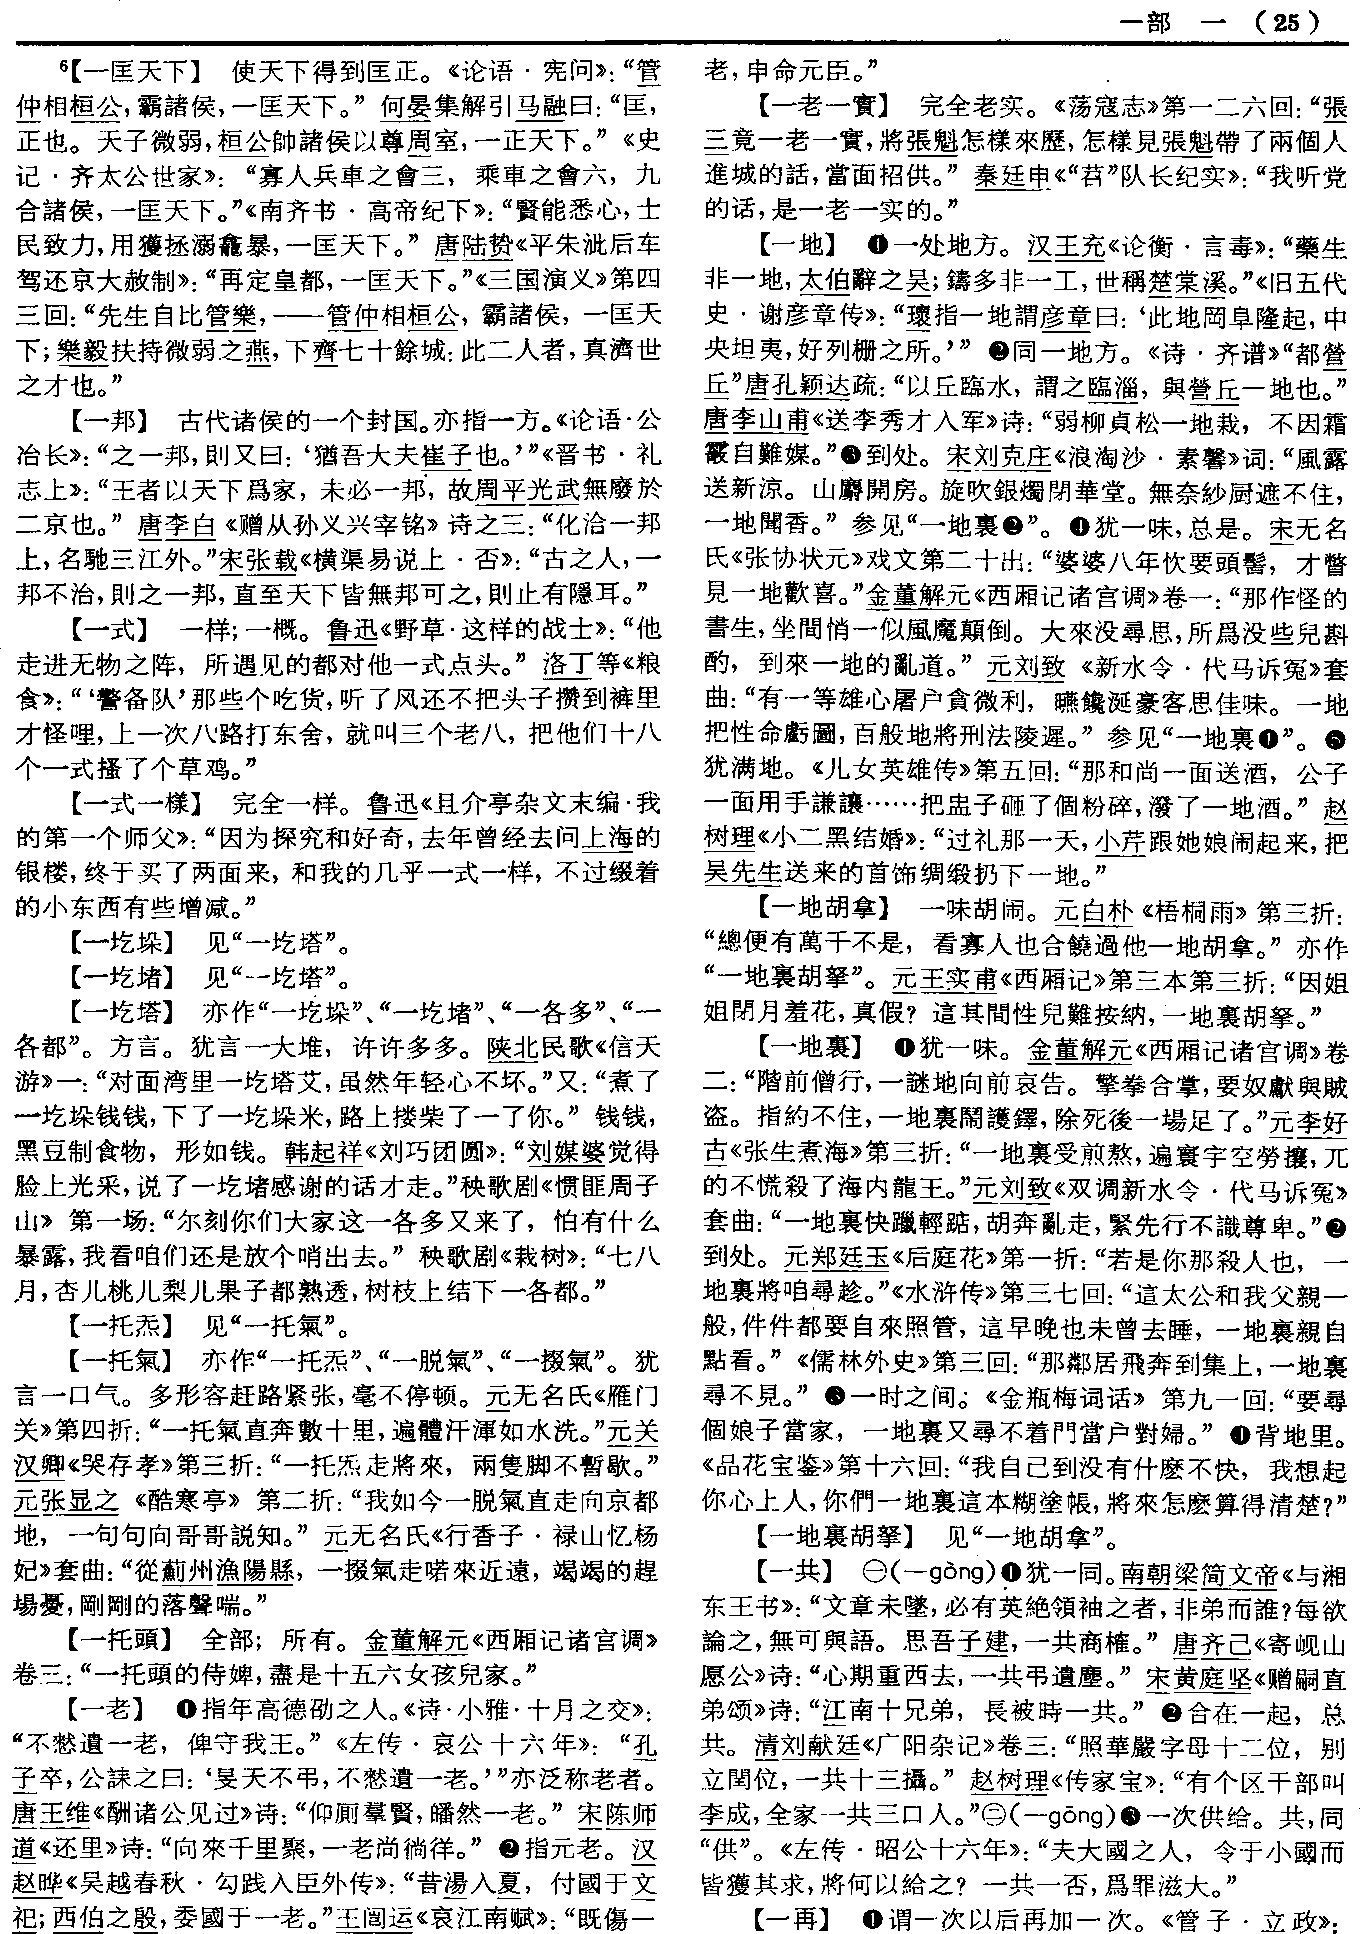 一部　一（25）
⁶【一匡天下】　使天下得到匡正。《论语·宪问》：“管
仲相桓公，霸諸侯，一匡天下。”何晏集解引马融曰：“匡，
正也。天子微弱，桓公帥諸侯以尊周室，一正天下。”《史
记·齐太公世家》：“寡人兵車之會三，乘車之會六，九
合諸侯，一匡天下。”《南齐书·高帝纪下》：“賢能悉心，士
民致力，用獲拯溺龕暴，一匡天下。”唐陆贽《平朱泚后车
驾还京大赦制》：“再定皇都，一匡天下。”《三国演义》第四
三回：“先生自比管樂，——管仲相桓公，霸諸侯，一匡天
下；樂毅扶持微弱之燕，下齊七十餘城：此二人者，真濟世
之才也。”
【一邦】　古代诸侯的一个封国。亦指一方。《论语·公
冶长》：“之一邦，則又曰：‘猶吾大夫崔子也。’”《晋书·礼
志上》：“王者以天下爲家，未必一邦，故周平光武無廢於
二京也。”唐李白《赠从孙义兴宰铭》诗之三：“化洽一邦
上，名馳三江外。”宋张载《横渠易说上·否》：“古之人，一
邦不治，則之一邦，直至天下皆無邦可之，則止有隱耳。”
【一式】　一样；一概。鲁迅《野草·这样的战士》：“他
走进无物之阵，所遇见的都对他一式点头。”洛丁等《粮
食》：“‘警备队’那些个吃货，听了风还不把头子攒到裤里
才怪哩，上一次八路打东舍，就叫三个老八，把他们十八
个一式搔了个草鸡。”
【一式一樣】　完全一样。鲁迅《且介亭杂文末编·我
的第一个师父》：“因为探究和好奇，去年曾经去问上海的
银楼，终于买了两面来，和我的几乎一式一样，不过缀着
的小东西有些增减。”
【一圪垛】　见“一圪塔”。
【一圪堵】　见“一圪塔”。
【一圪塔】　亦作“一圪垛”、“一圪堵”、“一各多”、“一
各都”。方言。犹言一大堆，许许多多。陕北民歌《信天
游》一：“对面湾里一圪塔艾，虽然年轻心不坏。”又：“煮了
一圪垛钱钱，下了一圪垛米，路上搂柴了一了你。”钱钱，
黑豆制食物，形如钱。韩起祥《刘巧团圆》：“刘媒婆觉得
脸上光采，说了一圪堵感谢的话才走。”秧歌剧《惯匪周子
山》第一场：“尔刻你们大家这一各多又来了，怕有什么
暴露，我看咱们还是放个哨出去。”秧歌剧《栽树》：“七八
月，杏儿桃儿梨儿果子都熟透，树枝上结下一各都。”
【一托炁】　见“一托氣”。
【一托氣】　亦作“一托炁”、“一脱氣”、“一掇氣”。犹
言一口气。多形容赶路紧张，毫不停顿。元无名氏《雁门
关》第四折：“一托氣直奔數十里，遍體汗渾如水洗。”元关
汉卿《哭存孝》第三折：“一托炁走將來，兩隻脚不暫歇。”
元张显之《酷寒亭》第二折：“我如今一脱氣直走向京都
地，一句句向哥哥説知。”元无名氏《行香子·禄山忆杨
妃》套曲：“從薊州漁陽縣，一掇氣走喏來近遠，竭竭的趕
場憂，剛剛的落聲喘。”
【一托頭】　全部；所有。金董解元《西厢记诸宫调》
卷三：“一托頭的侍婢，盡是十五六女孩兒家。”
【一老】　❶指年高德劭之人。《诗·小雅·十月之交》：
“不憖遺一老，俾守我王。”《左传·哀公十六年》：“孔
子卒，公誄之曰：‘旻天不弔，不憖遺一老。’”亦泛称老者。
唐王维《酬诸公见过》诗：“仰厠羣賢，皤然一老。”宋陈师
道《还里》诗：“向來千里聚，一老尚徜徉。”❷指元老。汉
赵晔《吴越春秋·勾践入臣外传》：“昔湯入夏，付國于文
祀；西伯之殷，委國于一老。”王闿运《哀江南赋》：“既傷一
老，申命元臣。”
【一老一實】　完全老实。《荡寇志》第一二六回：“張
三竟一老一實，將張魁怎樣來歷，怎樣見張魁帶了兩個人
進城的話，當面招供。”秦廷申《“苕”队长纪实》：“我听党
的话，是一老一实的。”
【一地】　❶一处地方。汉王充《论衡·言毒》：“藥生
非一地，太伯辭之吴；鑄多非一工，世稱楚棠溪。”《旧五代
史·谢彦章传》：“瓌指一地謂彦章曰：‘此地岡阜隆起，中
央坦夷，好列栅之所。’”❷同一地方。《诗·齐谱》“都營
丘”唐孔颖达疏：“以丘臨水，謂之臨淄，與營丘一地也。”
唐李山甫《送李秀才入军》诗：“弱柳貞松一地栽，不因霜
霰自難媒。”❸到处。宋刘克庄《浪淘沙·素馨》词：“風露
送新涼。山麝開房。旋吹銀燭閉華堂。無奈紗厨遮不住，
一地聞香。”参见“一地裏❷”。❹犹一味，总是。宋无名
氏《张协状元》戏文第二十出：“婆婆八年忺要頭髻，才瞥
見一地歡喜。”金董解元《西厢记诸宫调》卷一：“那作怪的
書生，坐間悄一似風魔顛倒。大來没尋思，所爲没些兒斟
酌，到來一地的亂道。”元刘致《新水令·代马诉冤》套
曲：“有一等雄心屠户貪微利，嚥饞涎豪客思佳味。一地
把性命虧圖，百般地將刑法陵遲。”参见“一地裏❶”。❺
犹满地。《儿女英雄传》第五回：“那和尚一面送酒，公子
一面用手謙讓……把盅子砸了個粉碎，潑了一地酒。”赵
树理《小二黑结婚》：“过礼那一天，小芹跟她娘闹起来，把
吴先生送来的首饰绸缎扔下一地。”
【一地胡拿】　一味胡闹。元白朴《梧桐雨》第三折：
“總便有萬千不是，看寡人也合饒過他一地胡拿。”亦作
“一地裏胡拏”。元王实甫《西厢记》第三本第三折：“因姐
姐閉月羞花，真假？這其間性兒難按納，一地裏胡拏。”
【一地裏】　❶犹一味。金董解元《西厢记诸宫调》卷
二：“階前僧行，一謎地向前哀告。擎拳合掌，要奴獻與賊
盗。指約不住，一地裏鬧護鐸，除死後一場足了。”元李好
古《张生煮海》第三折：“一地裏受煎熬，遍寰宇空勞攘，兀
的不慌殺了海内龍王。”元刘致《双调新水令·代马诉冤》
套曲：“一地裏快躧輕踮，胡奔亂走，緊先行不識尊卑。”❷
到处。元郑廷玉《后庭花》第一折：“若是你那殺人也，一
地裏將咱尋趁。”《水浒传》第三七回：“這太公和我父親一
般，件件都要自來照管，這早晚也未曾去睡，一地裏親自
點看。”《儒林外史》第三回：“那鄰居飛奔到集上，一地裏
尋不見。”❸一时之间。《金瓶梅词话》第九一回：“要尋
個娘子當家，一地裏又尋不着門當户對婦。”❹背地里。
《品花宝鉴》第十六回：“我自己到没有什麽不快，我想起
你心上人，你們一地裏這本糊塗帳，將來怎麽算得清楚？”
【一地裏胡拏】　见“一地胡拿”。
【一共】　㊀（—gòng）❶犹一同。南朝梁简文帝《与湘
东王书》：“文章未墜，必有英絶領袖之者，非弟而誰？每欲
論之，無可與語。思吾子建，一共商榷。”唐齐己《寄岘山
愿公》诗：“心期重西去，一共弔遺塵。”宋黄庭坚《赠嗣直
弟颂》诗：“江南十兄弟，長被時一共。”❷合在一起，总
共。清刘献廷《广阳杂记》卷三：“照華嚴字母十二位，别
立閏位，一共十三攝。”赵树理《传家宝》：“有个区干部叫
李成，全家一共三口人。”㊁（—gōng）❸一次供给。共，同
“供”。《左传·昭公十六年》：“夫大國之人，令于小國而
皆獲其求，將何以給之？一共一否，爲罪滋大。”
【一再】　❶谓一次以后再加一次。《管子·立政》：